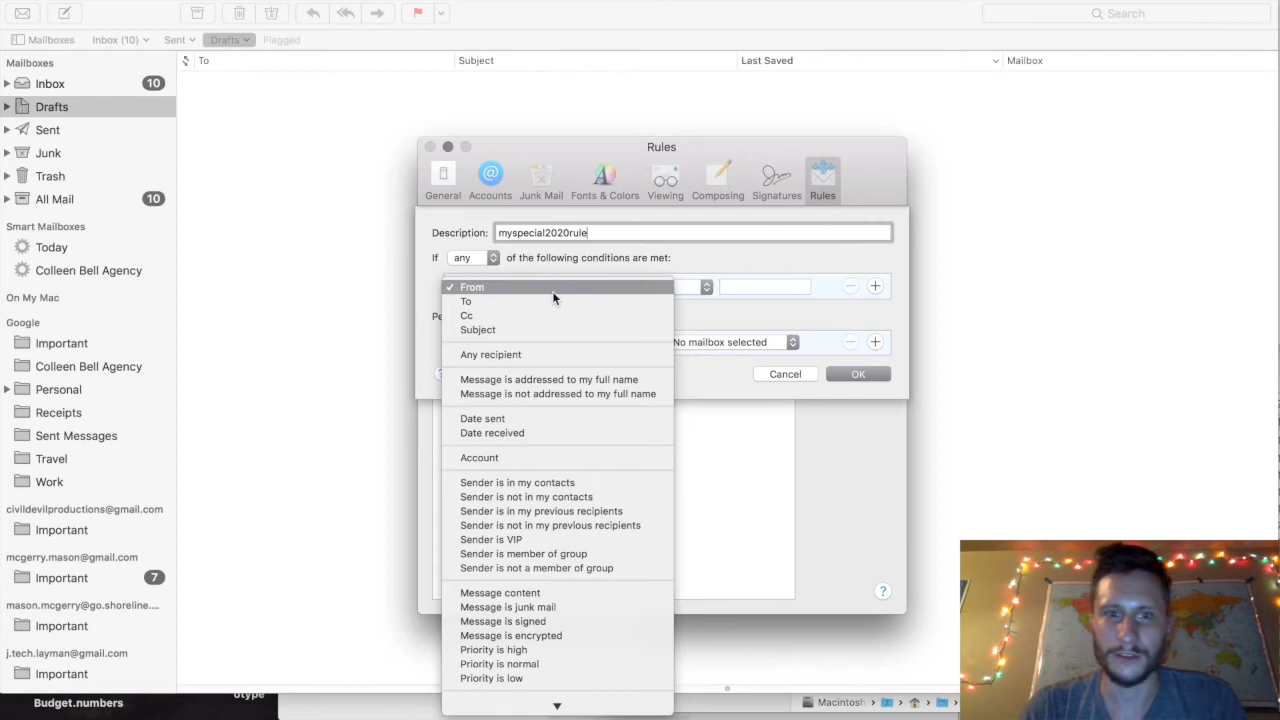 Search
Mailboxes
Inbox (10)
Sent
Drafts
Flagged
Mailboxes
Inbox
10
Drafts
Sent
Junk
Trash
All Mail
10
Smart Mailboxes
Today
Colleen Bell Agency
On My Mac
Google
Important
Colleen Bell Agency
Personal
Receipts
Sent Messages
Travel
Work
civildevilproductions@gmail.com
Important
mcgerry.mason@gmail.com
Important
7
mason.mcgerry@go.shoreline....
Important
j.tech.layman@gmail.com
Important
To
Subject
Last Saved
Mailbox
Rules
General
Accounts
Junk Mail
Fonts & Colors
Viewing
Composing
Signatures
Rules
Description:
myspecial2020rule
If
any
of the following conditions are met:
✓ From
To
Cc
Subject
Any recipient
Message is addressed to my full name
Message is not addressed to my full name
Date sent
Date received
Account
Sender is in my contacts
Sender is not in my contacts
Sender is in my previous recipients
Sender is not in my previous recipients
Sender is VIP
Sender is member of group
Sender is not a member of group
Message content
Message is junk mail
Message is signed
Message is encrypted
Priority is high
Priority is normal
Priority is low
Pe
No mailbox selected
Cancel
OK
?
Budget.numbers
otype
Macintosh